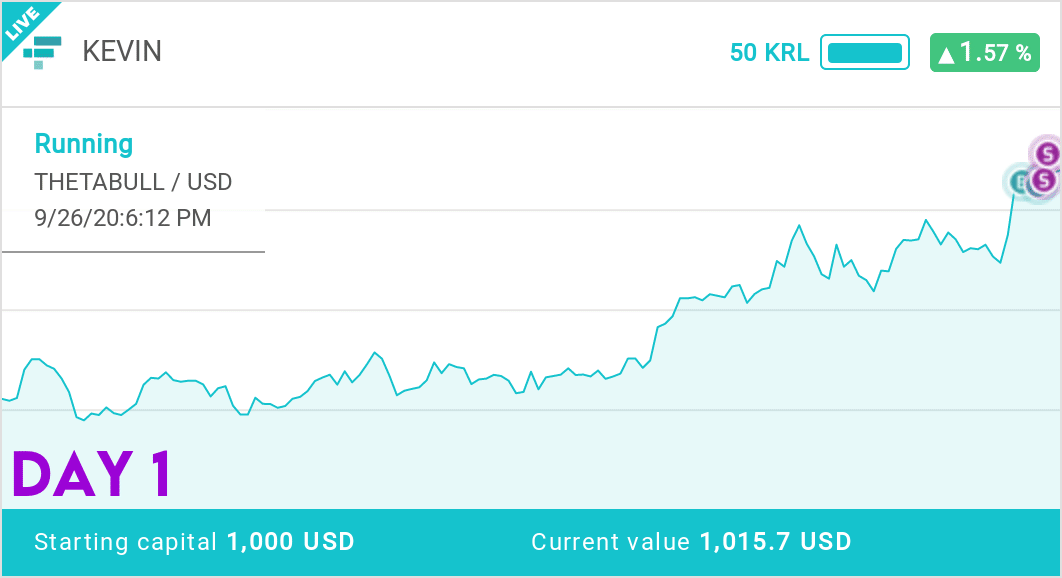 LIVE
KEVIN
50 KRL
▲ 1.57 %
Running
THETABULL / USD
9/26/20:6:12 PM
S
S
DAY 1
Starting capital 1,000 USD
Current value 1,015.7 USD